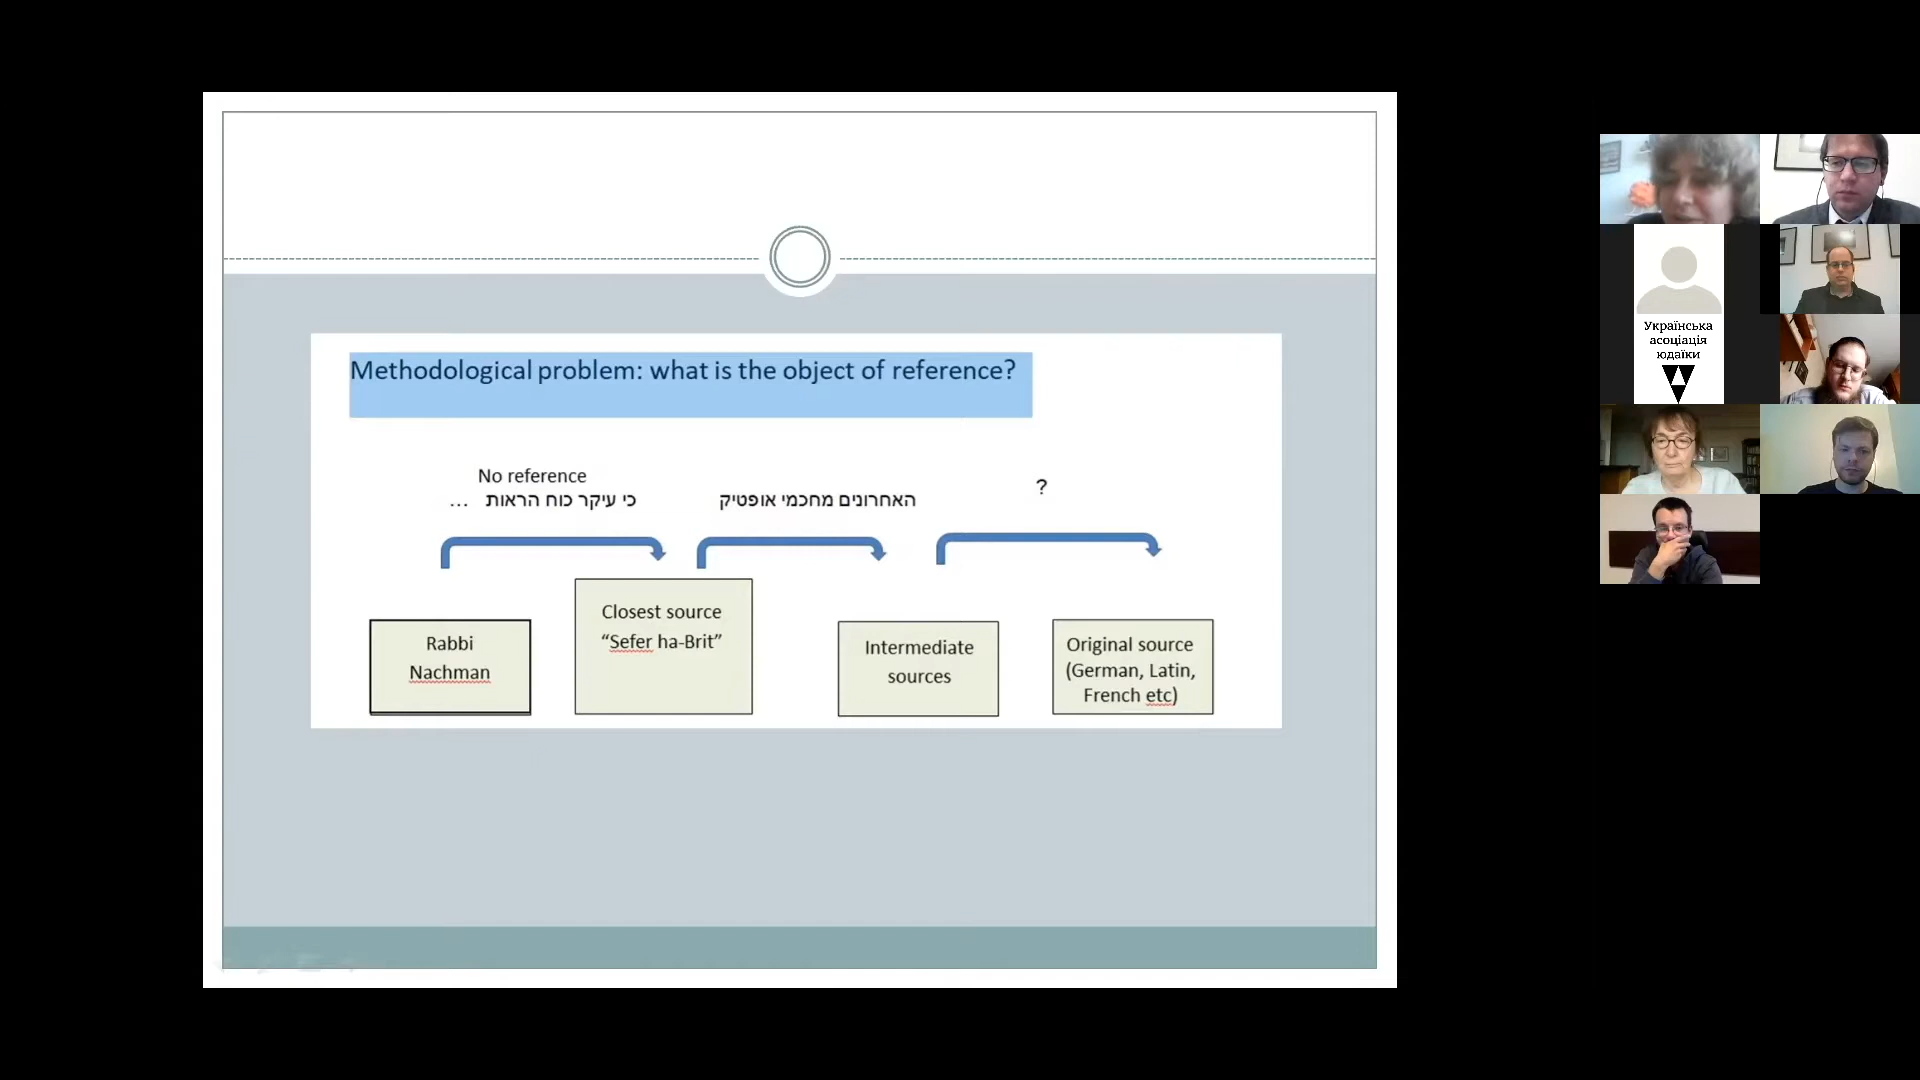 Methodological problem: what is the object of reference?
No reference
כי עיקר כוח הראות ...
האחרונים מחכמי אופטיק
?
Rabbi
Nachman
Closest source
“Sefer ha-Brit”
Intermediate
sources
Original source
(German, Latin,
French etc)
Українська
асоціація
юдаїки